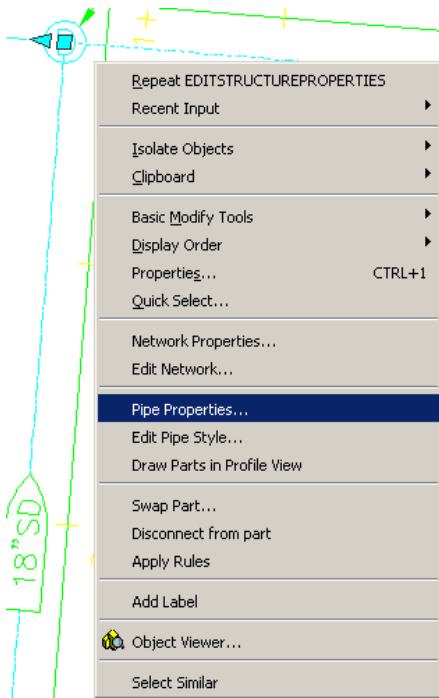 Repeat EDITSTRUCTUREPROPERTIES
Recent Input
Isolate Objects
Clipboard
Basic Modify Tools
Display Order
Properties... CTRL+1
Quick Select...
Network Properties...
Edit Network...
Pipe Properties...
Edit Pipe Style...
Draw Parts in Profile View
Swap Part...
Disconnect from part
Apply Rules
Add Label
Object Viewer...
Select Similar
18"SD